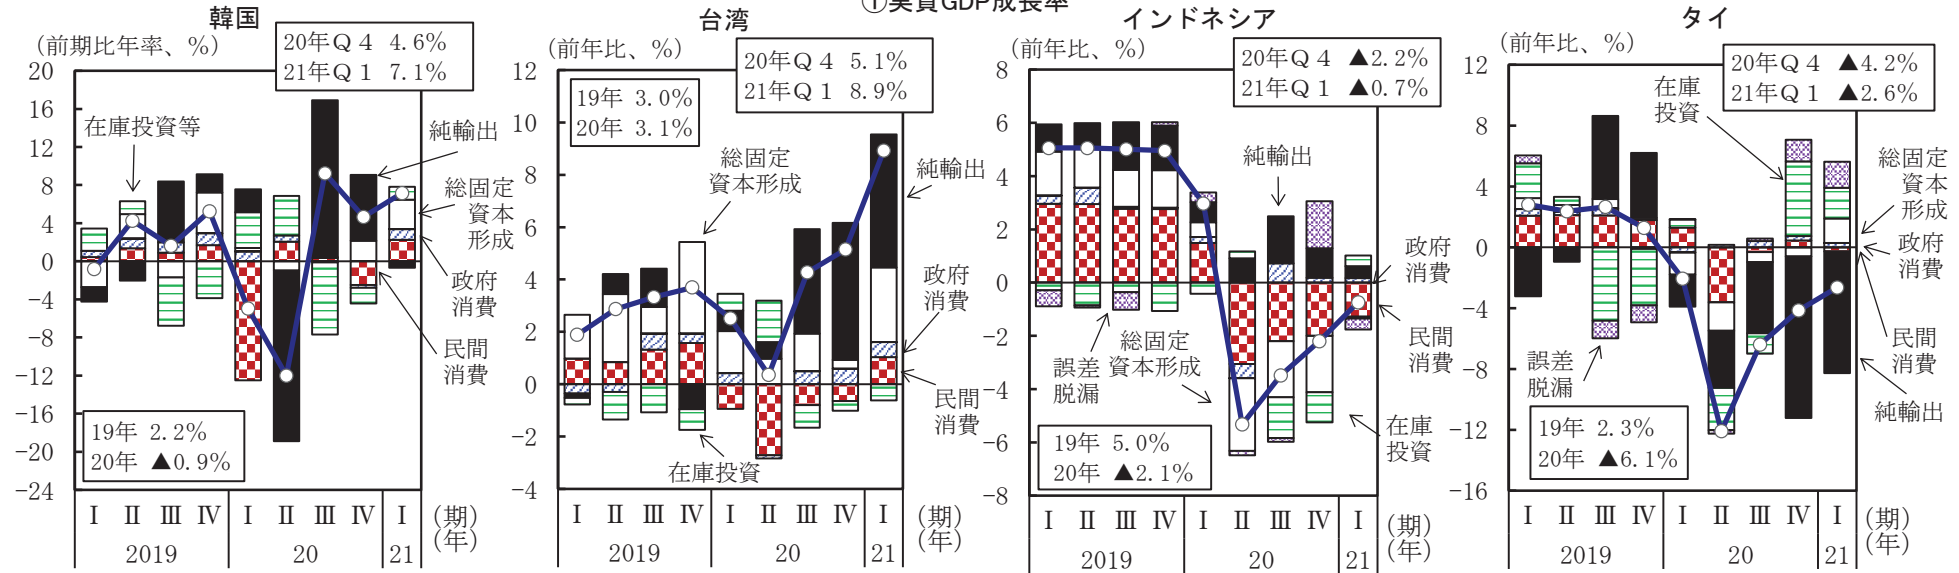 ①実質GDP成長率
韓国
(前期比年率、%)
20年Q4 4.6%
21年Q1 7.1%
20
16
12
8
4
0
-4
-8
-12
-16
-20
-24
在庫投資等
純輸出
総固定
資本
形成
政府
消費
民間
消費
19年 2.2%
20年 ▲0.9%
Ⅰ Ⅱ Ⅲ Ⅳ Ⅰ Ⅱ Ⅲ Ⅳ Ⅰ (期)
2019 20 21 (年)
台湾
(前年比、%)
20年Q4 5.1%
21年Q1 8.9%
19年 3.0%
20年 3.1%
12
10
8
6
4
2
0
-2
-4
総固定
資本形成
純輸出
政府
消費
民間
消費
在庫投資
Ⅰ Ⅱ Ⅲ Ⅳ Ⅰ Ⅱ Ⅲ Ⅳ Ⅰ (期)
2019 20 21 (年)
インドネシア
(前年比、%)
20年Q4 ▲2.2%
21年Q1 ▲0.7%
8
6
4
2
0
-2
-4
-6
-8
純輸出
政府
消費
民間
消費
誤差
脱漏
総固定
資本形成
在庫
投資
19年 5.0%
20年 ▲2.1%
Ⅰ Ⅱ Ⅲ Ⅳ Ⅰ Ⅱ Ⅲ Ⅳ Ⅰ (期)
2019 20 21 (年)
タイ
(前年比、%)
20年Q4 ▲4.2%
21年Q1 ▲2.6%
12
8
4
0
-4
-8
-12
-16
在庫
投資
総固定
資本
形成
政府
消費
民間
消費
純輸出
誤差
脱漏
19年 2.3%
20年 ▲6.1%
Ⅰ Ⅱ Ⅲ Ⅳ Ⅰ Ⅱ Ⅲ Ⅳ Ⅰ (期)
2019 20 21 (年)